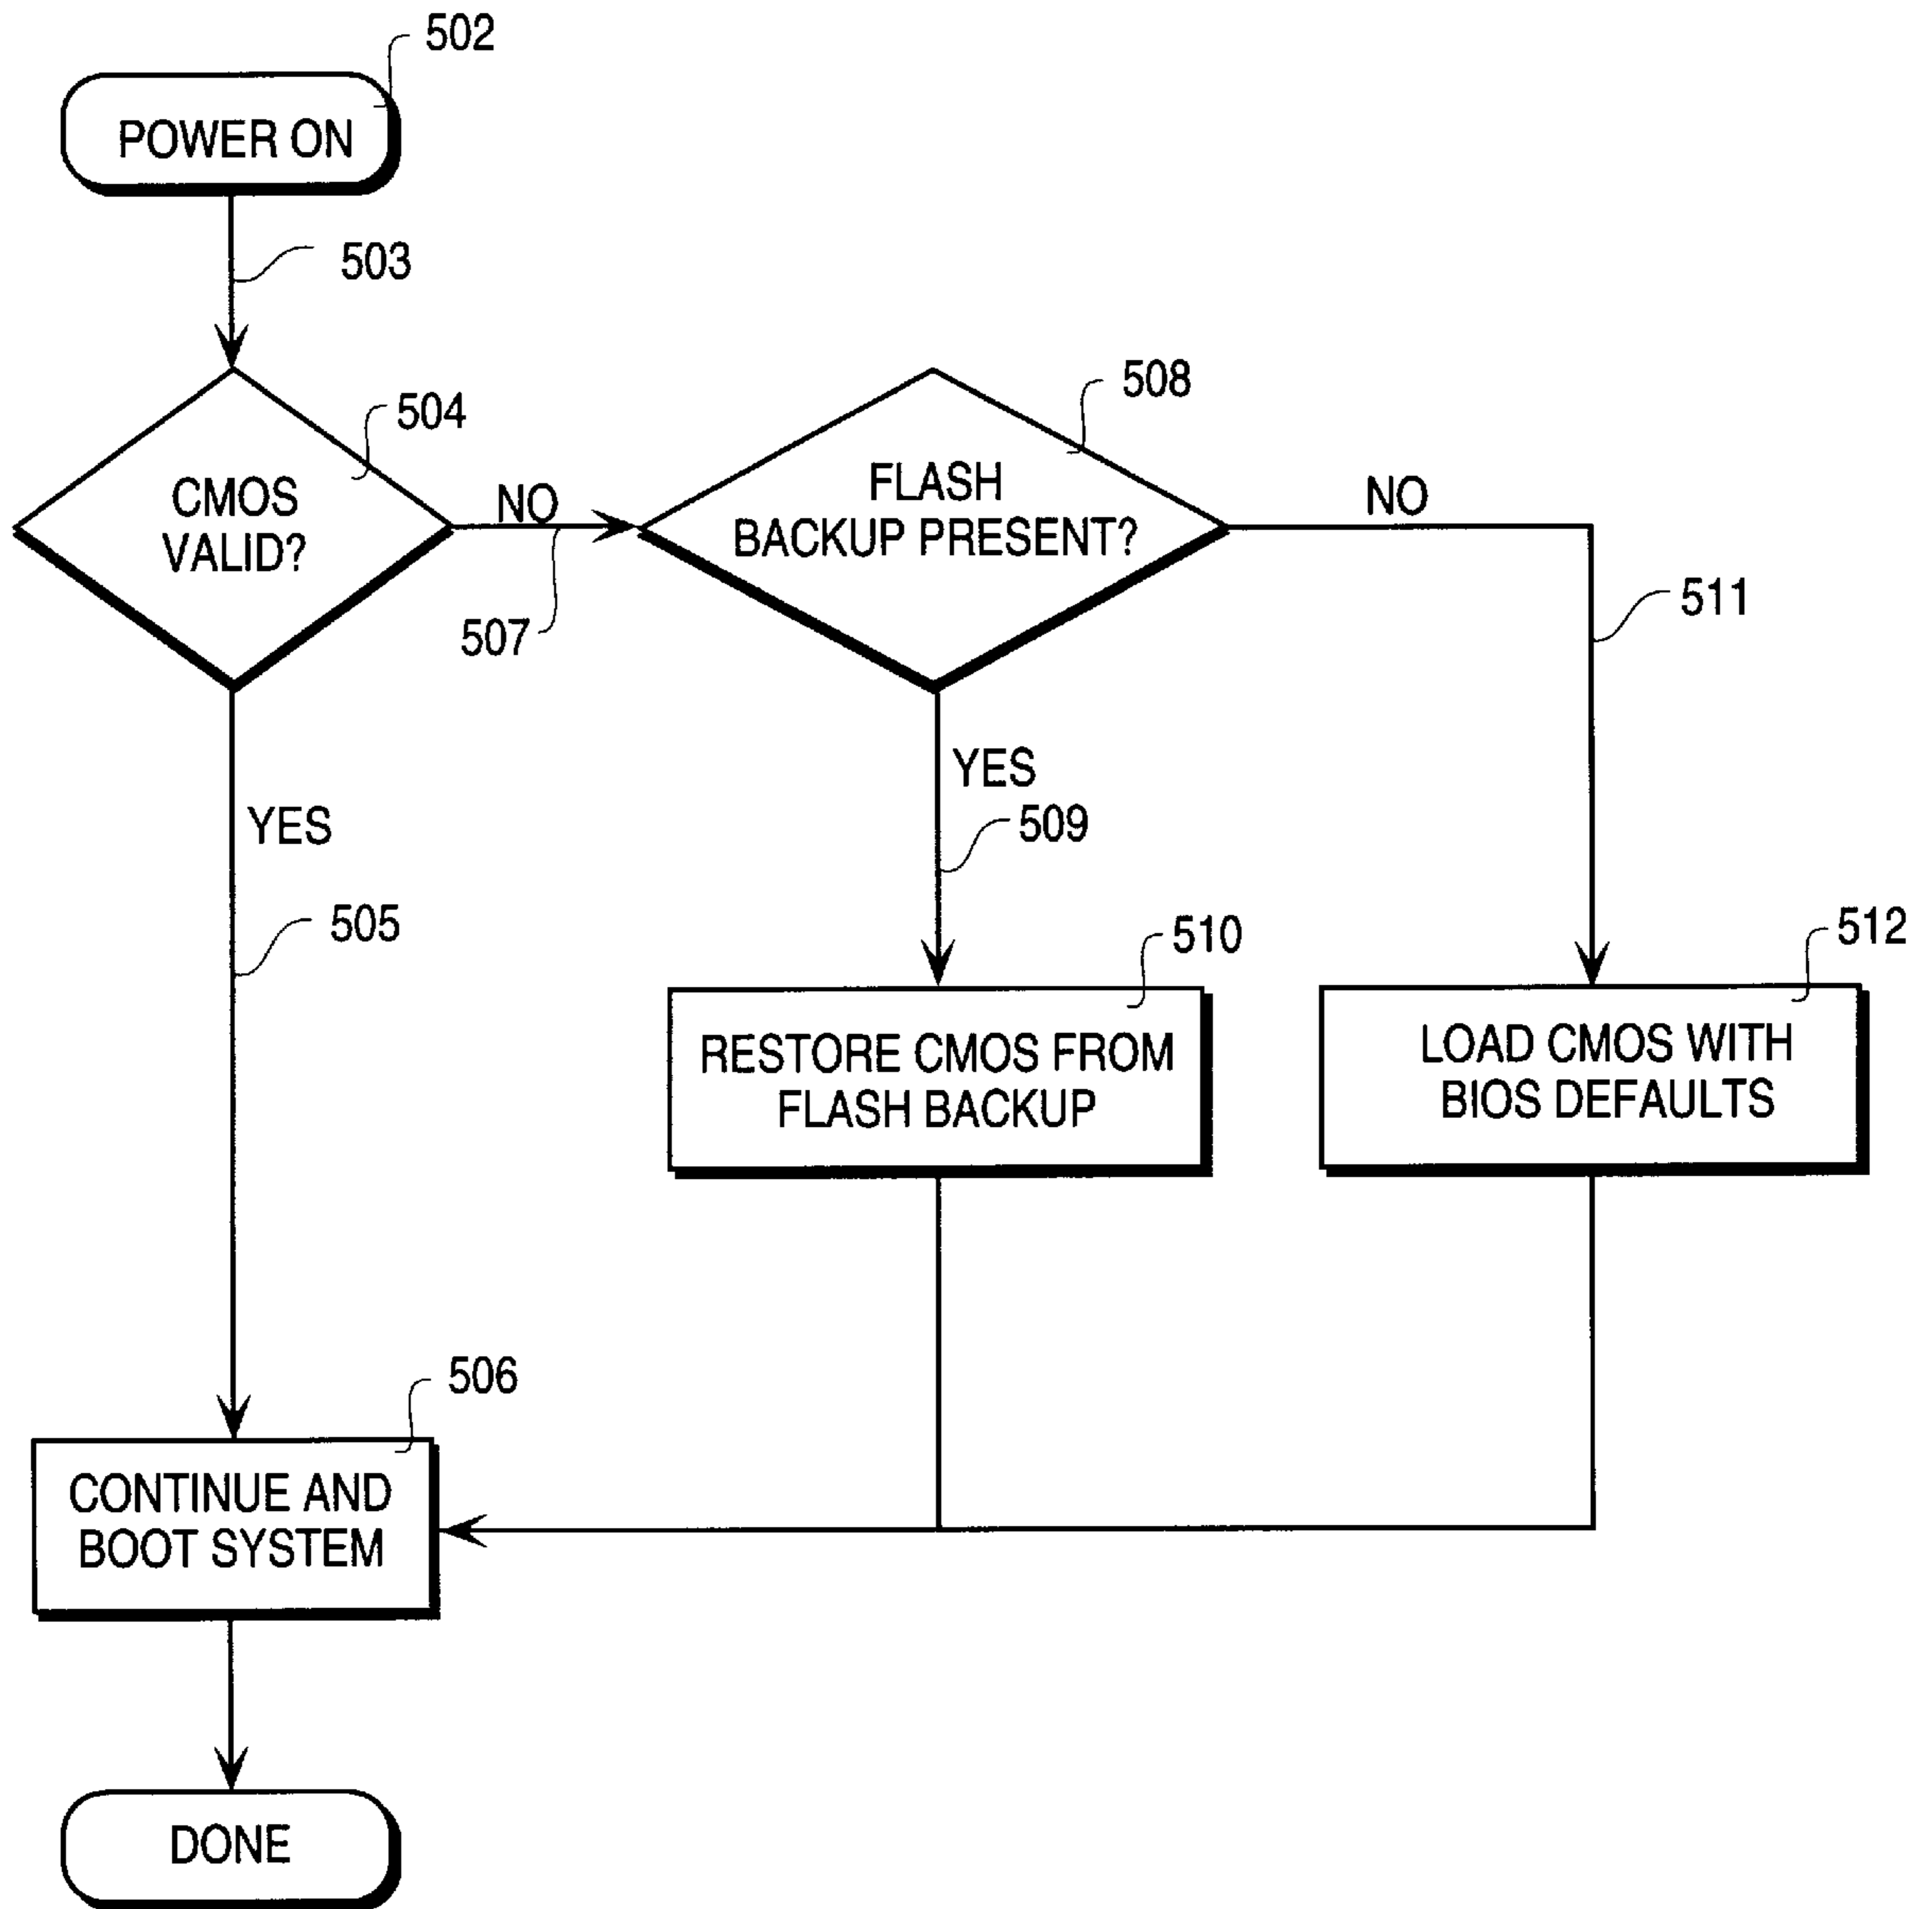 502
POWER ON
503
504
CMOS
VALID?
NO
507
508
FLASH
BACKUP PRESENT?
NO
511
YES
509
YES
505
510
RESTORE CMOS FROM
FLASH BACKUP
512
LOAD CMOS WITH
BIOS DEFAULTS
506
CONTINUE AND
BOOT SYSTEM
DONE